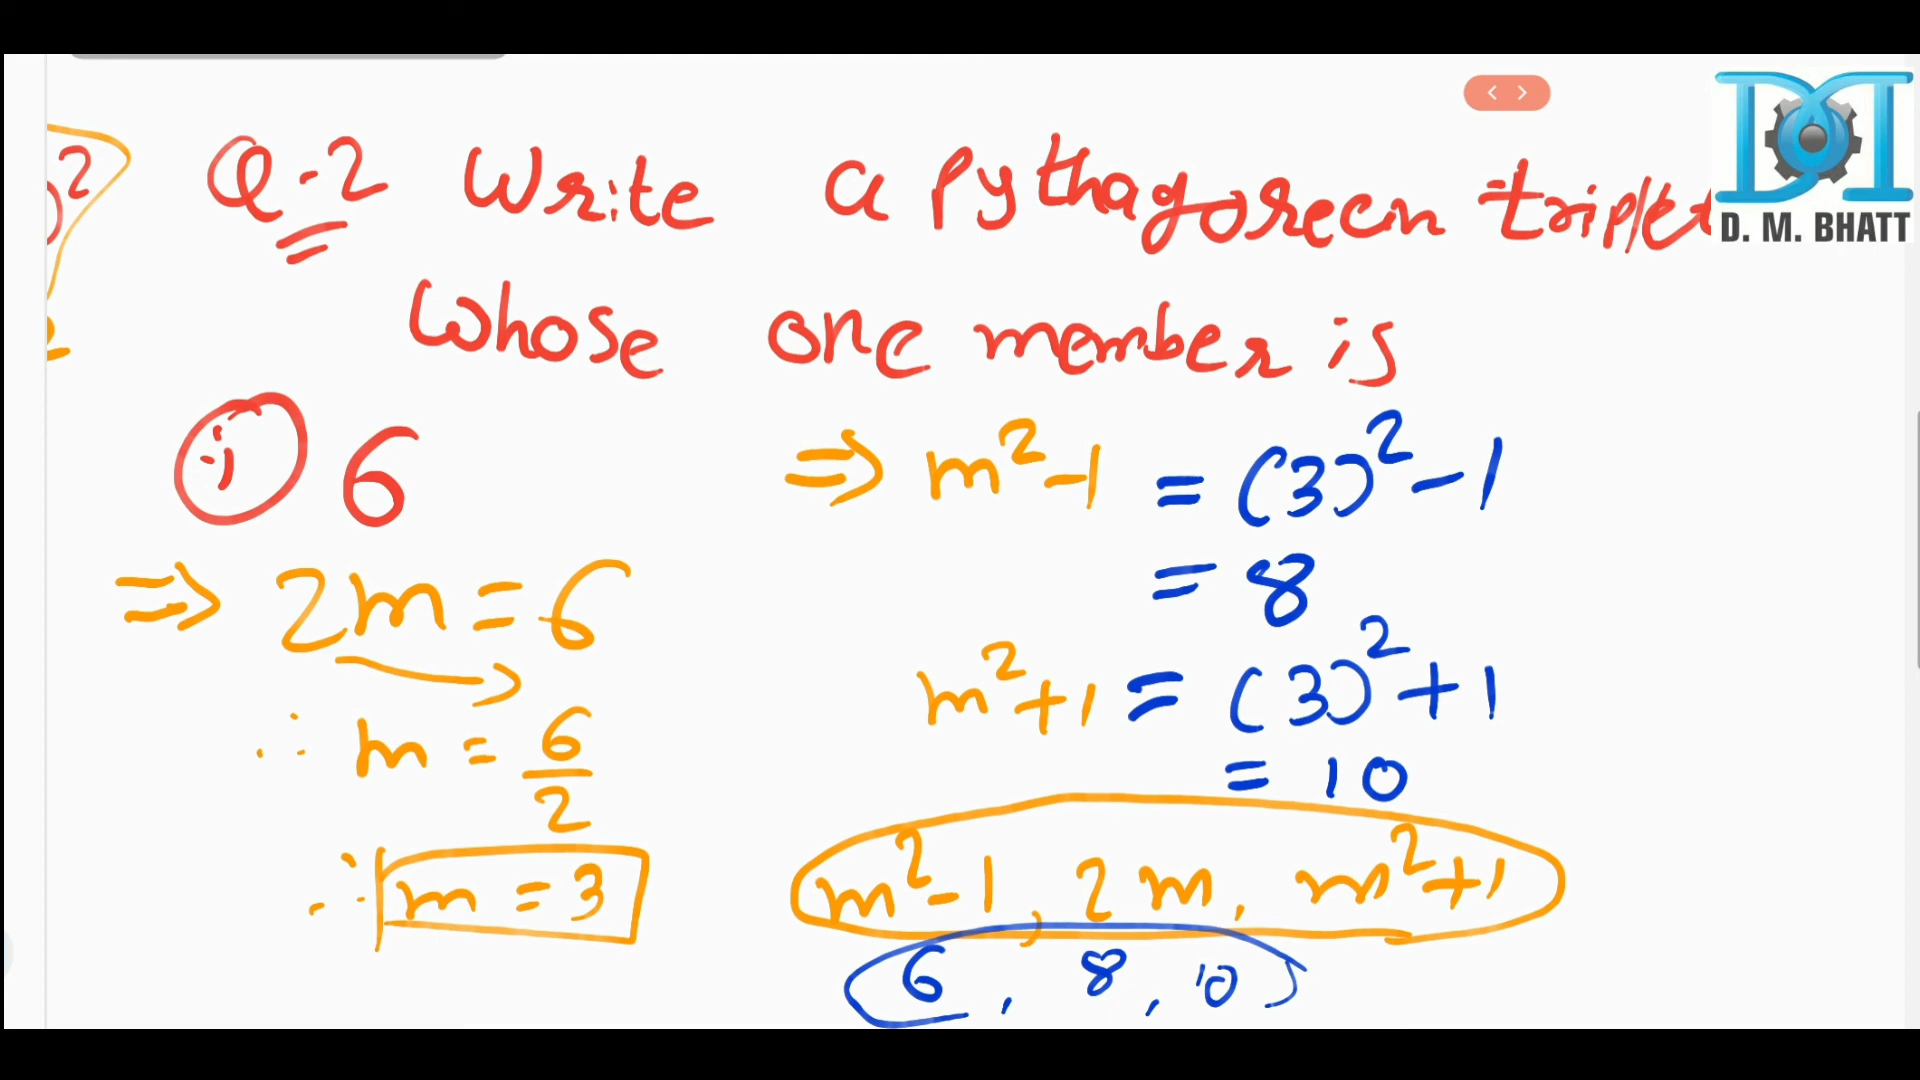 Q.2 Write a pythagorean triplet
D. M. BHATT
whose one member is
(i) 6
⇒ 2m = 6
∴ m = 6/2
∴ m = 3
⇒ m²-1 = (3)²-1
= 8
m²+1 = (3)²+1
= 10
m²-1, 2m, m²+1
6, 8, 10